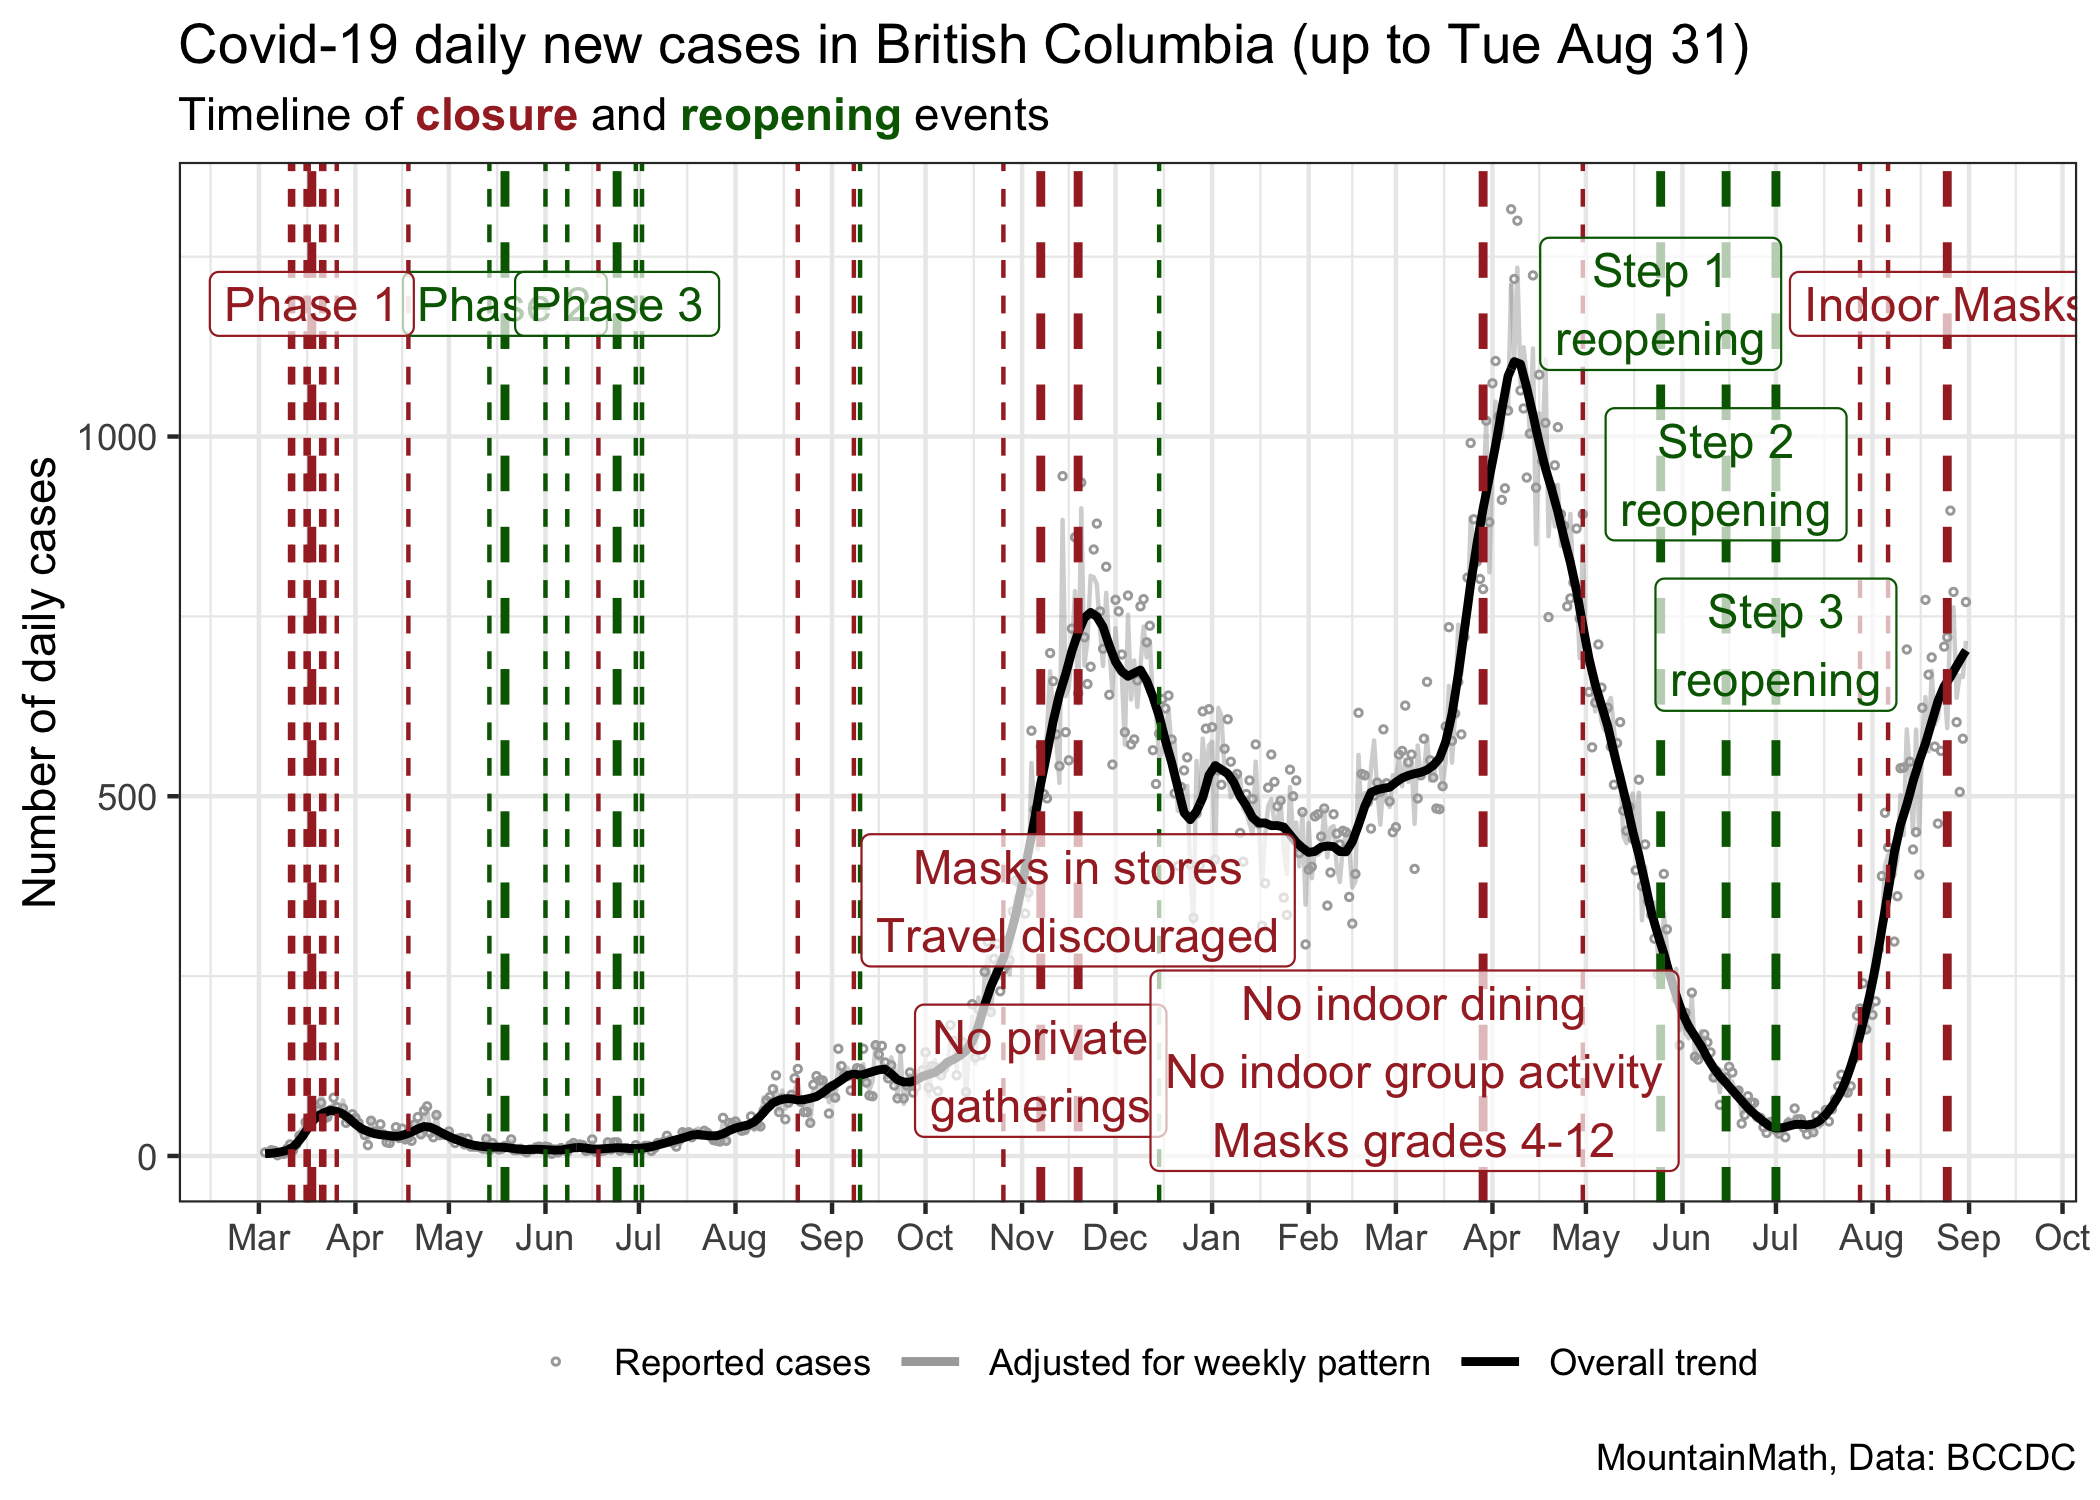 Covid-19 daily new cases in British Columbia (up to Tue Aug 31)
Timeline of closure and reopening events
Number of daily cases
1000
500
0
Phase 1
Phase 2
Phase 3
Step 1
reopening
Indoor Masks
Step 2
reopening
Step 3
reopening
Masks in stores
Travel discouraged
No private
gatherings
No indoor dining
No indoor group activity
Masks grades 4-12
Mar Apr May Jun Jul Aug Sep Oct Nov Dec Jan Feb Mar Apr May Jun Jul Aug Sep Oct
Reported cases Adjusted for weekly pattern Overall trend
MountainMath, Data: BCCDC